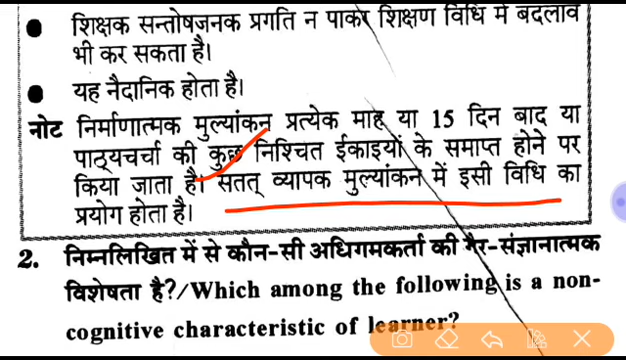 शिक्षक सन्तोषजनक प्रगति न पाकर शिक्षण विधि में बदलाव
भी कर सकता है।
यह नैदानिक होता है।
नोट निर्माणात्मक मुल्यांकन प्रत्येक माह या 15 दिन बाद या
पाठ्यचर्चा की कुछ निश्चित ईकाइयों के समाप्त होने पर
किया जाता है। सतत् व्यापक मुल्यांकन में इसी विधि का
प्रयोग होता है।
2. निम्नलिखित में से कौन-सी अधिगमकर्ता की गैर-संज्ञानात्मक
विशेषता है?/Which among the following is a non-
cognitive characteristic of learner?